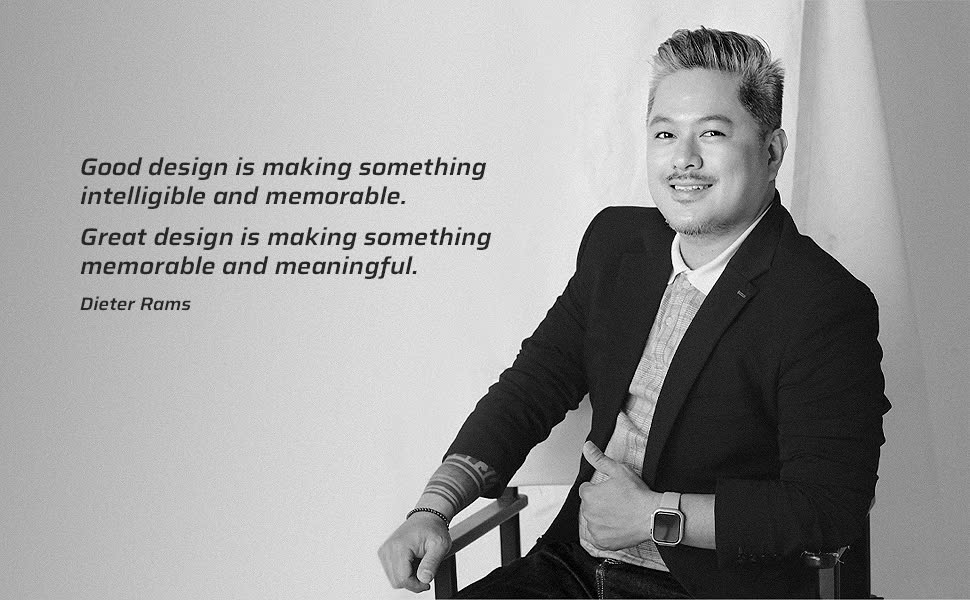 Good design is making something
intelligible and memorable.
Great design is making something
memorable and meaningful.
Dieter Rams